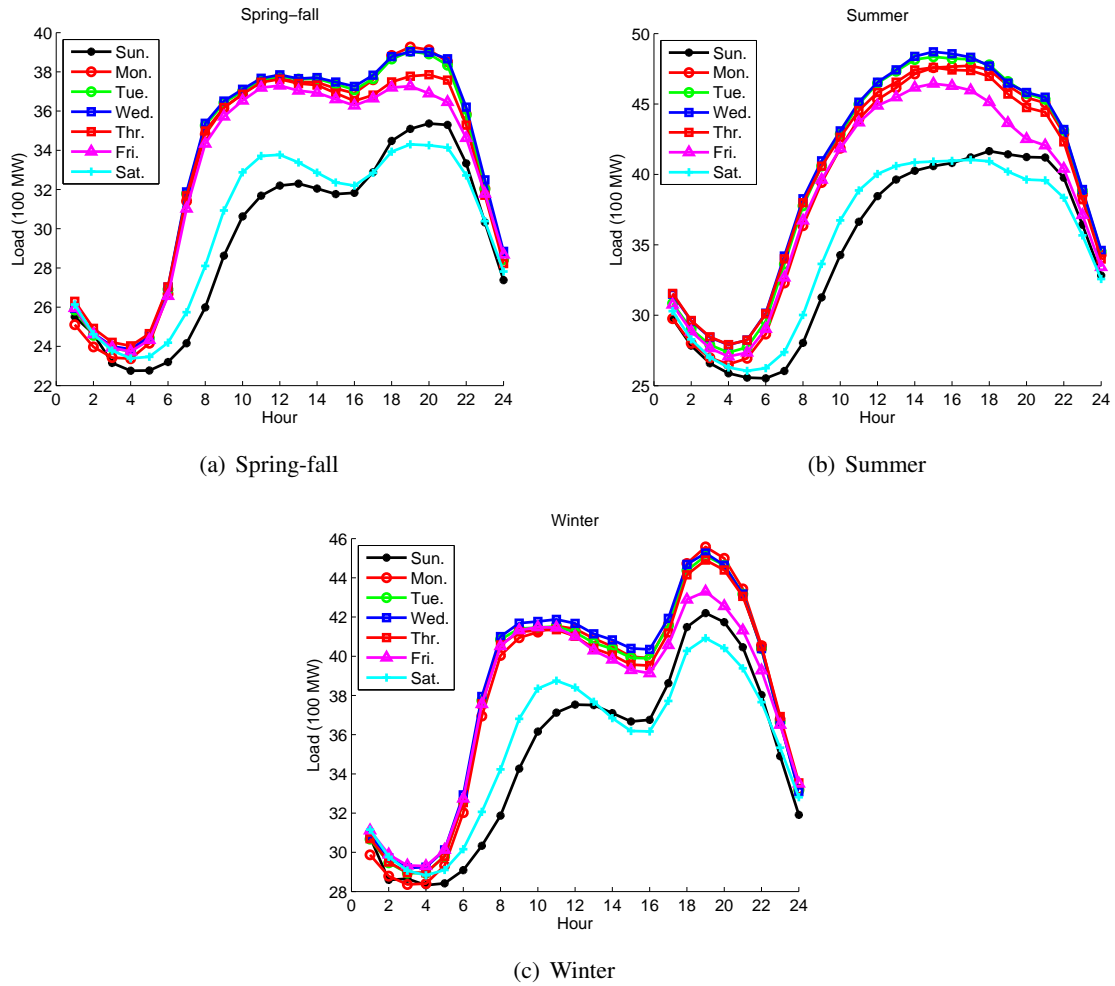 Spring−fall
Load (100 MW)
40
38
36
34
32
30
28
26
24
22
Sun.
Mon.
Tue.
Wed.
Thr.
Fri.
Sat.
0 2 4 6 8 10 12 14 16 18 20 22 24
Hour
(a) Spring-fall
Summer
Load (100 MW)
50
45
40
35
30
25
Sun.
Mon.
Tue.
Wed.
Thr.
Fri.
Sat.
0 2 4 6 8 10 12 14 16 18 20 22 24
Hour
(b) Summer
Winter
Load (100 MW)
46
44
42
40
38
36
34
32
30
28
Sun.
Mon.
Tue.
Wed.
Thr.
Fri.
Sat.
0 2 4 6 8 10 12 14 16 18 20 22 24
Hour
(c) Winter